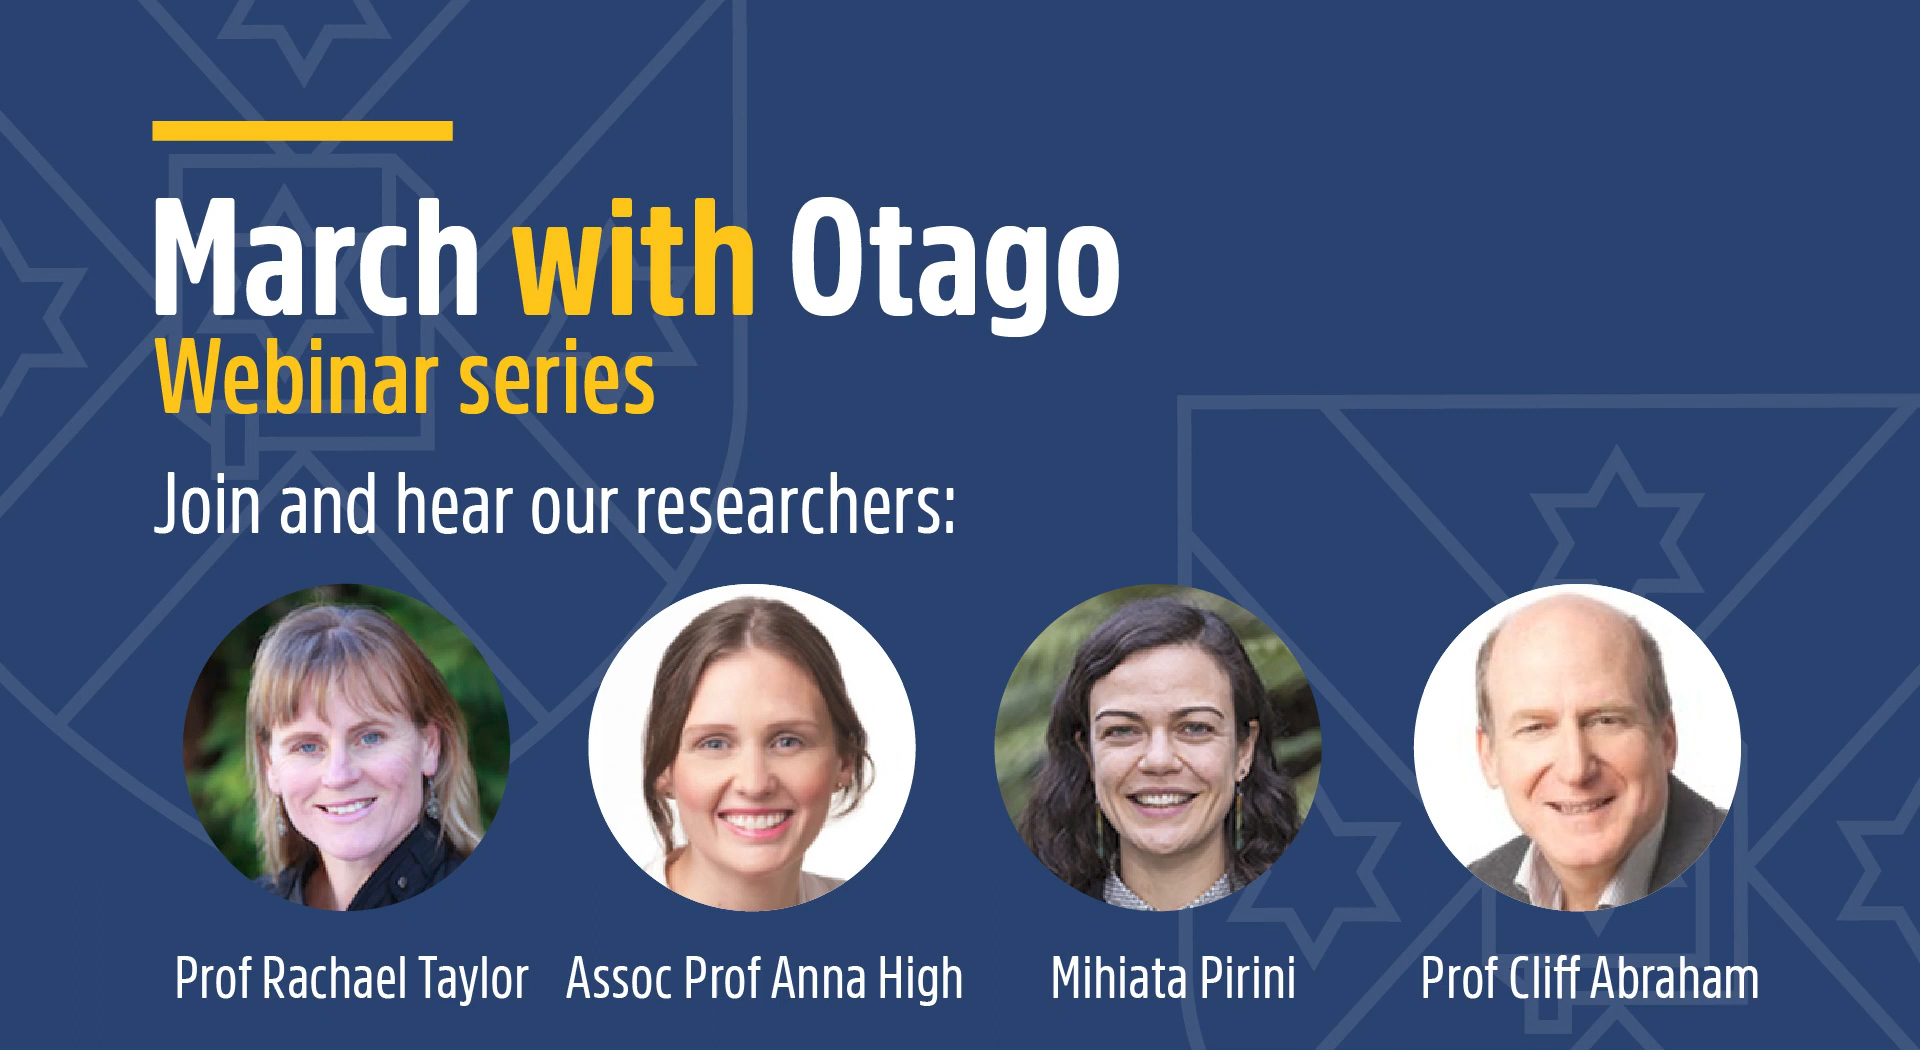 March with Otago
Webinar series
Join and hear our researchers:
Prof Rachael Taylor
Assoc Prof Anna High
Mihiata Pirini
Prof Cliff Abraham